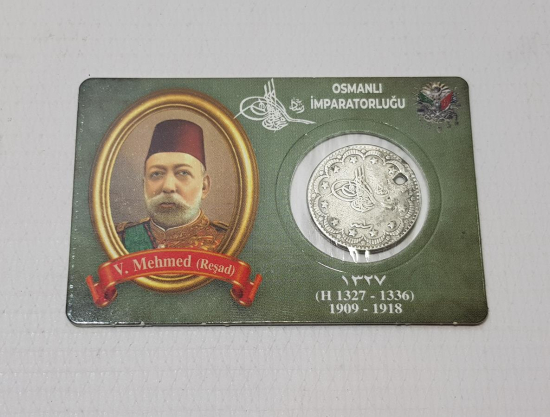 OSMANLI
İMPARATORLUĞU
V. Mehmed (Reşad)
١٣٢٧
(H 1327 - 1336)
1909 - 1918